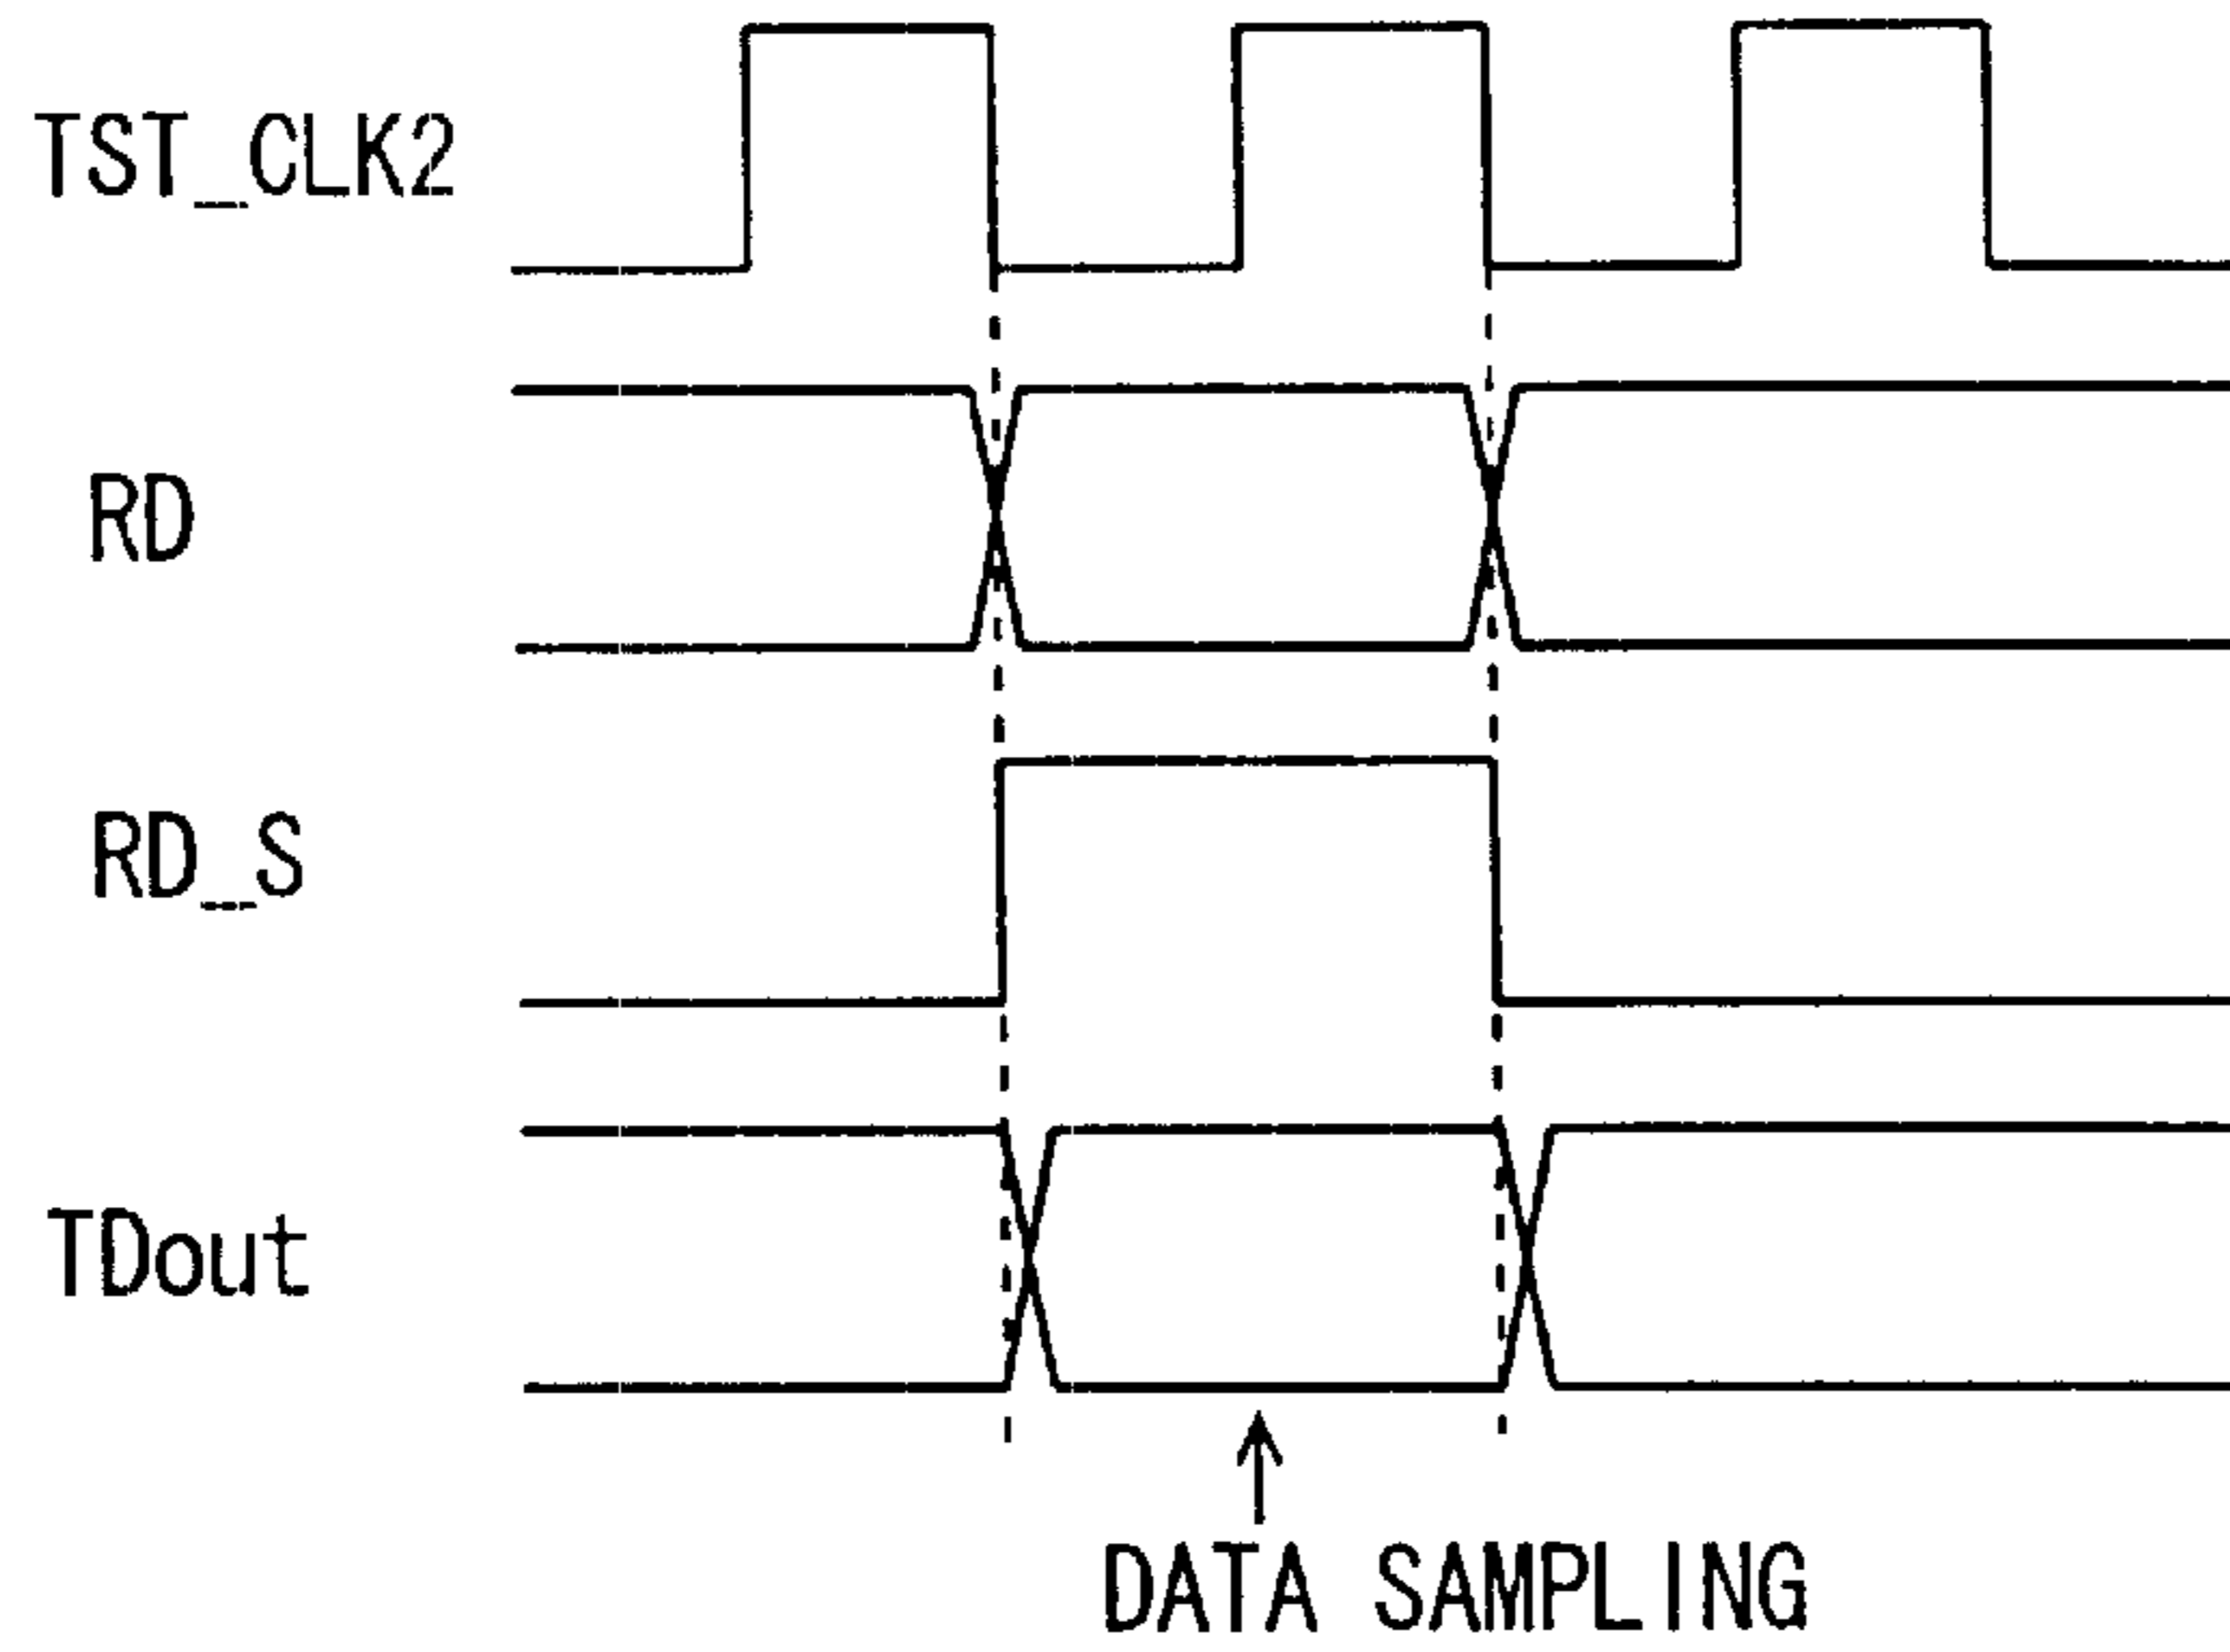 TST_CLK2
RD
RD_S
TDout
DATA SAMPLING